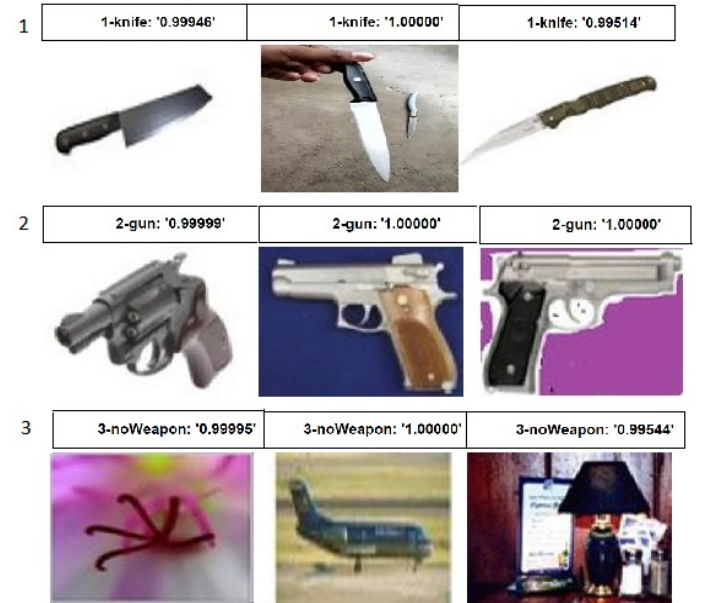 1
1-knife: '0.99946'
1-knife: '1.00000'
1-knife: '0.99514'
2
2-gun: '0.99999'
2-gun: '1.00000'
2-gun: '1.00000'
3
3-noWeapon: '0.99995'
3-noWeapon: '1.00000'
3-noWeapon: '0.99544'